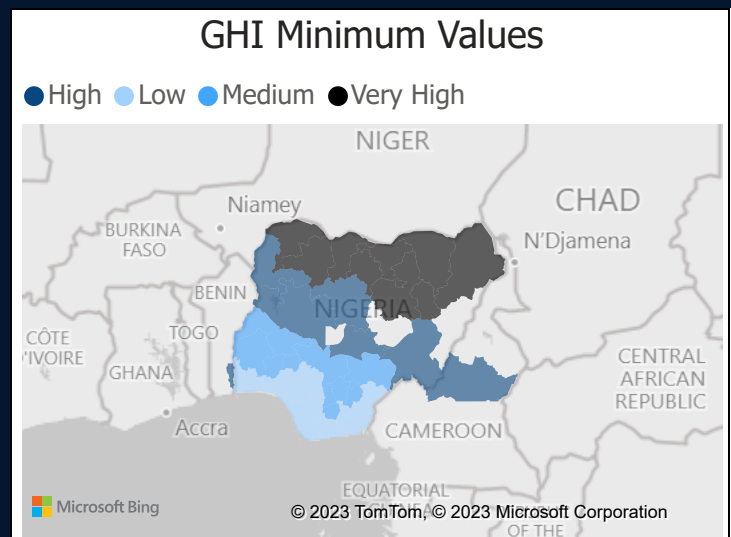 GHI Minimum Values
High Low Medium Very High
NIGER
CHAD
Niamey
BURKINA
FASO
N'Djamena
BENIN
NIGERIA
TOGO
CÔTE
D'IVOIRE
GHANA
CENTRAL
AFRICAN
REPUBLIC
Accra
CAMEROON
EQUATORIAL
Microsoft Bing
© 2023 TomTom, © 2023 Microsoft Corporation
OF THE